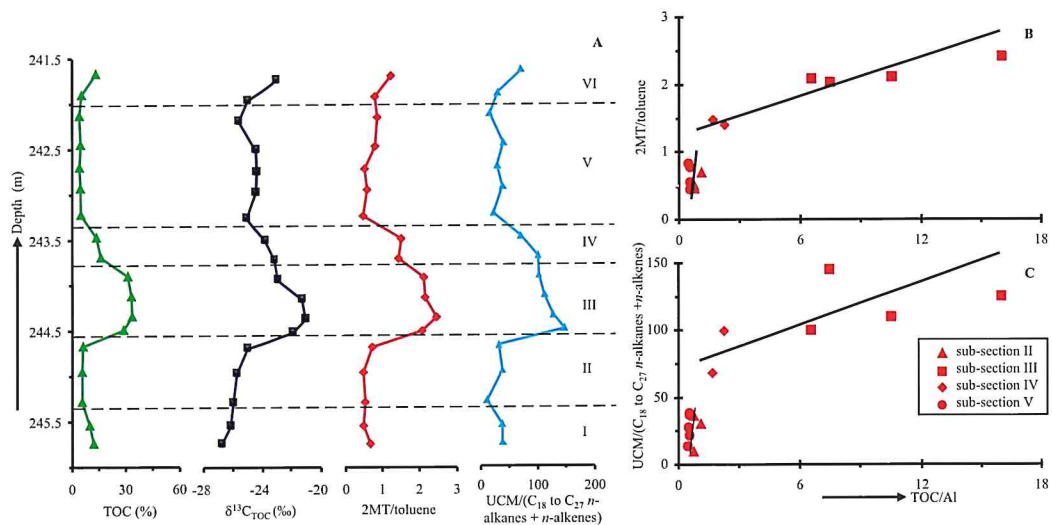 A
Depth (m)
241.5
242.5
243.5
244.5
245.5
VI
V
IV
III
II
I
0 30 60
TOC (%)
-28 -24 -20
δ¹³C_TOC (‰)
0 1 2 3
2MT/toluene
0 100 200
UCM/(C₁₈ to C₂₇ n-
alkanes + n-alkenes)
B
2MT/toluene
3
2
1
0
0 6 12 18
C
UCM/(C₁₈ to C₂₇ n-alkanes +n-alkenes)
150
100
50
0
0 6 12 18
TOC/Al
sub-section II
sub-section III
sub-section IV
sub-section V